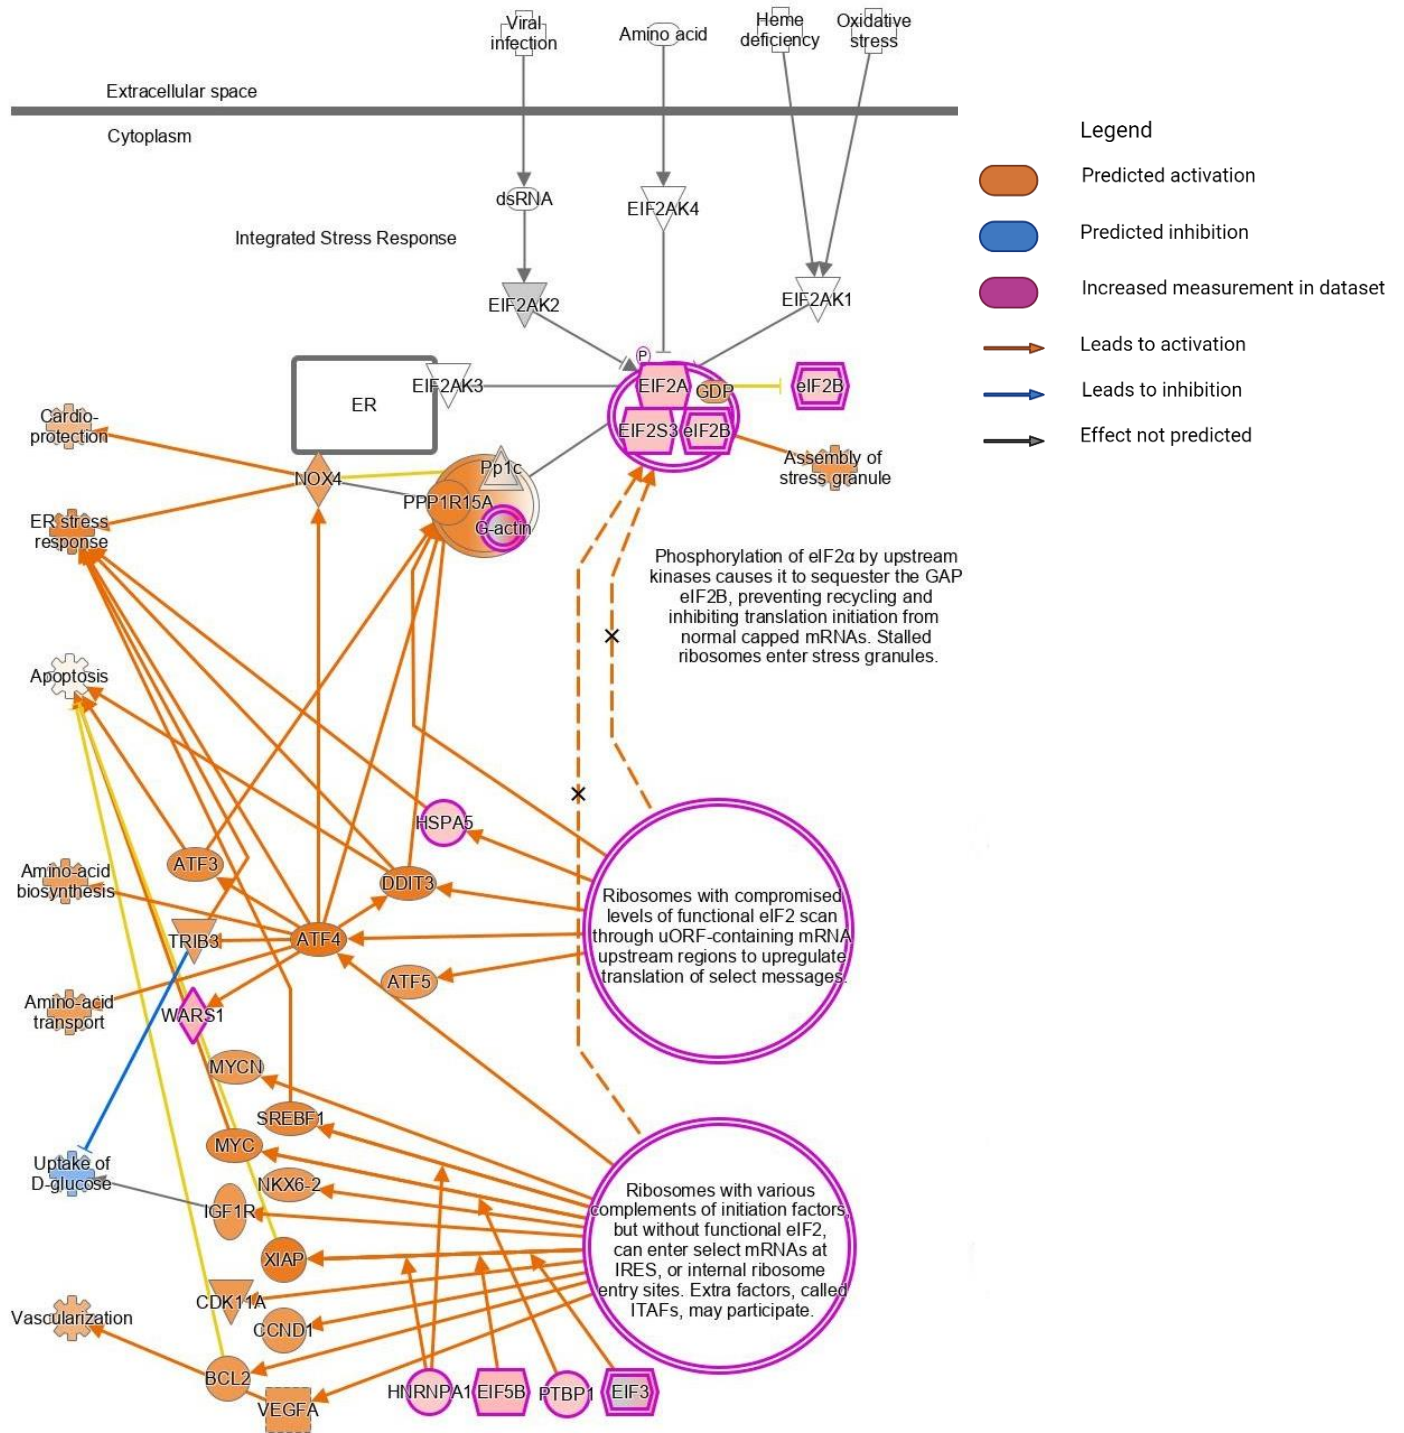 Viral
infection
Amino acid
Heme
deficiency
Oxidative
stress
Extracellular space
Cytoplasm
Legend
Predicted activation
Predicted inhibition
Increased measurement in dataset
Leads to activation
Leads to inhibition
Effect not predicted
dsRNA
EIF2AK4
Integrated Stress Response
EIF2AK2
EIF2AK1
P
EIF2AK3
ER
EIF2A
GDP
eIF2B
EIF2S3
eIF2B
Cardio-
protection
Assembly of
stress granule
NOX4
Pp1c
PPP1R15A
G-actin
ER stress
response
Phosphorylation of eIF2α by upstream
kinases causes it to sequester the GAP
eIF2B, preventing recycling and
inhibiting translation initiation from
normal capped mRNAs. Stalled
ribosomes enter stress granules.
Apoptosis
HSPA5
ATF3
DDIT3
Amino-acid
biosynthesis
TRIB3
ATF4
ATF5
Ribosomes with compromised
levels of functional eIF2 scan
through uORF-containing mRNA
upstream regions to upregulate
translation of select messages.
Amino-acid
transport
WARS1
MYCN
SREBF1
MYC
Uptake of
D-glucose
NKX6-2
IGF1R
XIAP
CDK11A
CCND1
Vascularization
BCL2
VEGFA
Ribosomes with various
complements of initiation factors,
but without functional eIF2,
can enter select mRNAs at
IRES, or internal ribosome
entry sites. Extra factors, called
ITAFs, may participate.
HNRNPA1
EIF5B
PTBP1
EIF3